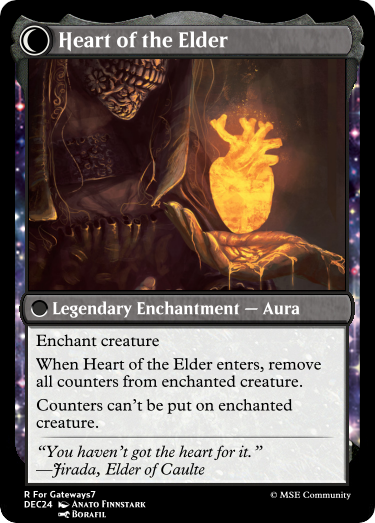 Heart of the Elder
Legendary Enchantment — Aura
Enchant creature
When Heart of the Elder enters, remove
all counters from enchanted creature.
Counters can't be put on enchanted
creature.
"You haven't got the heart for it."
—Jirada, Elder of Caulte
R For Gateways7
DEC24 Anato Finnstark
Borafil
© MSE Community